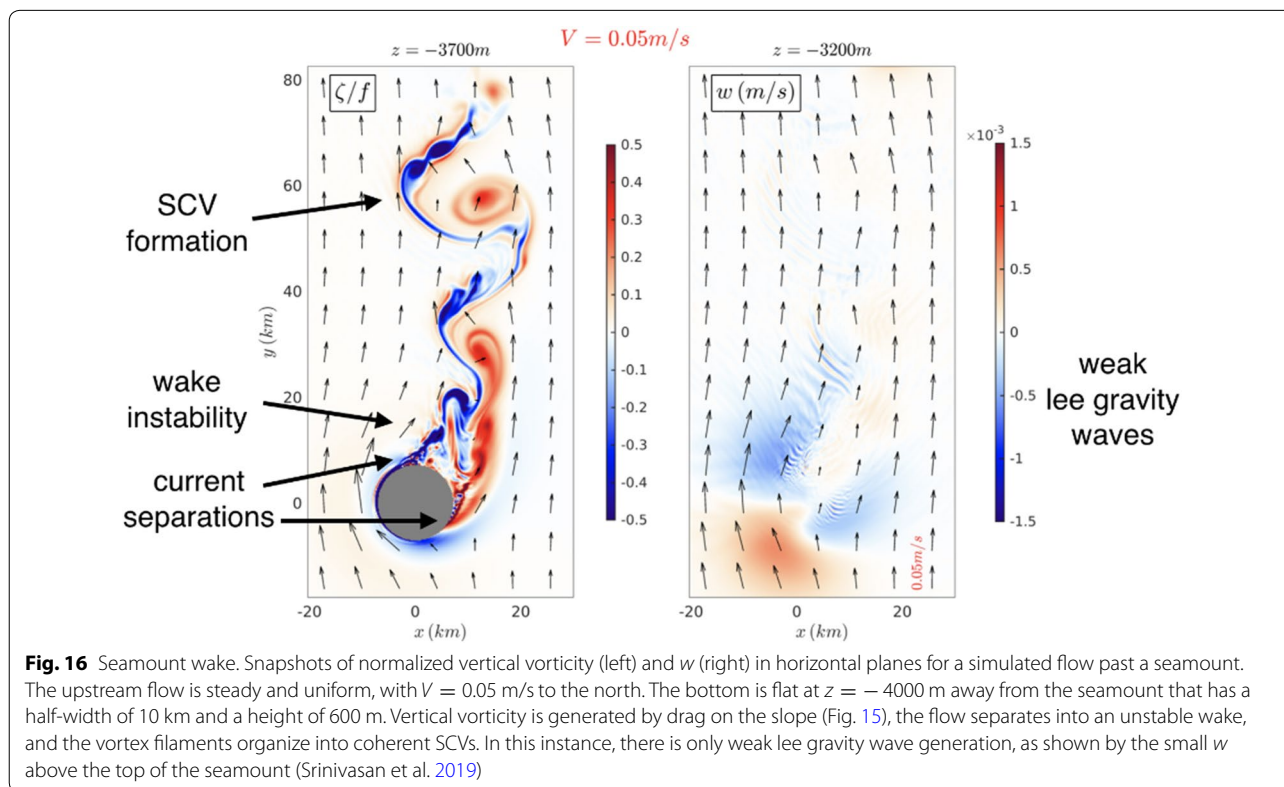 V = 0.05m/s
z = −3700m
z = −3200m
ζ/f
w (m/s)
80
60
40
20
0
y (km)
-20
0
20
x (km)
0.5
0.4
0.3
0.2
0.1
0
-0.1
-0.2
-0.3
-0.4
-0.5
SCV
formation
wake
instability
current
separations
0.05m/s
-20
0
20
x (km)
×10⁻³
1.5
1
0.5
0
-0.5
-1
-1.5
weak
lee gravity
waves
Fig. 16 Seamount wake. Snapshots of normalized vertical vorticity (left) and w (right) in horizontal planes for a simulated flow past a seamount.
The upstream flow is steady and uniform, with V = 0.05 m/s to the north. The bottom is flat at z = − 4000 m away from the seamount that has a
half-width of 10 km and a height of 600 m. Vertical vorticity is generated by drag on the slope (Fig. 15), the flow separates into an unstable wake,
and the vortex filaments organize into coherent SCVs. In this instance, there is only weak lee gravity wave generation, as shown by the small w
above the top of the seamount (Srinivasan et al. 2019)